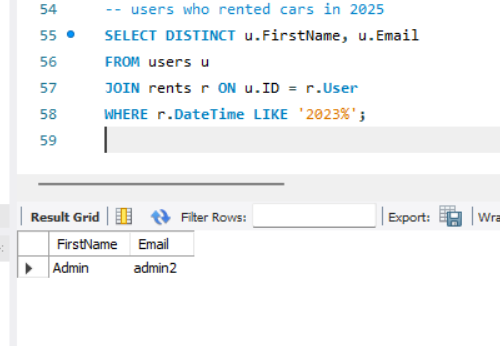 54 -- users who rented cars in 2025
55 SELECT DISTINCT u.FirstName, u.Email
56 FROM users u
57 JOIN rents r ON u.ID = r.User
58 WHERE r.DateTime LIKE '2023%';
59
Result Grid Filter Rows: Export: Wra
FirstName Email
Admin admin2